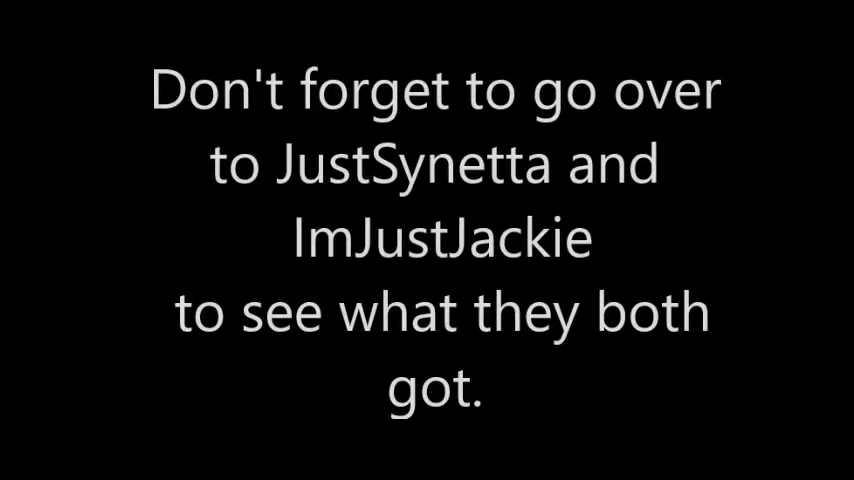 Don't forget to go over
to JustSynetta and
ImJustJackie
to see what they both
got.